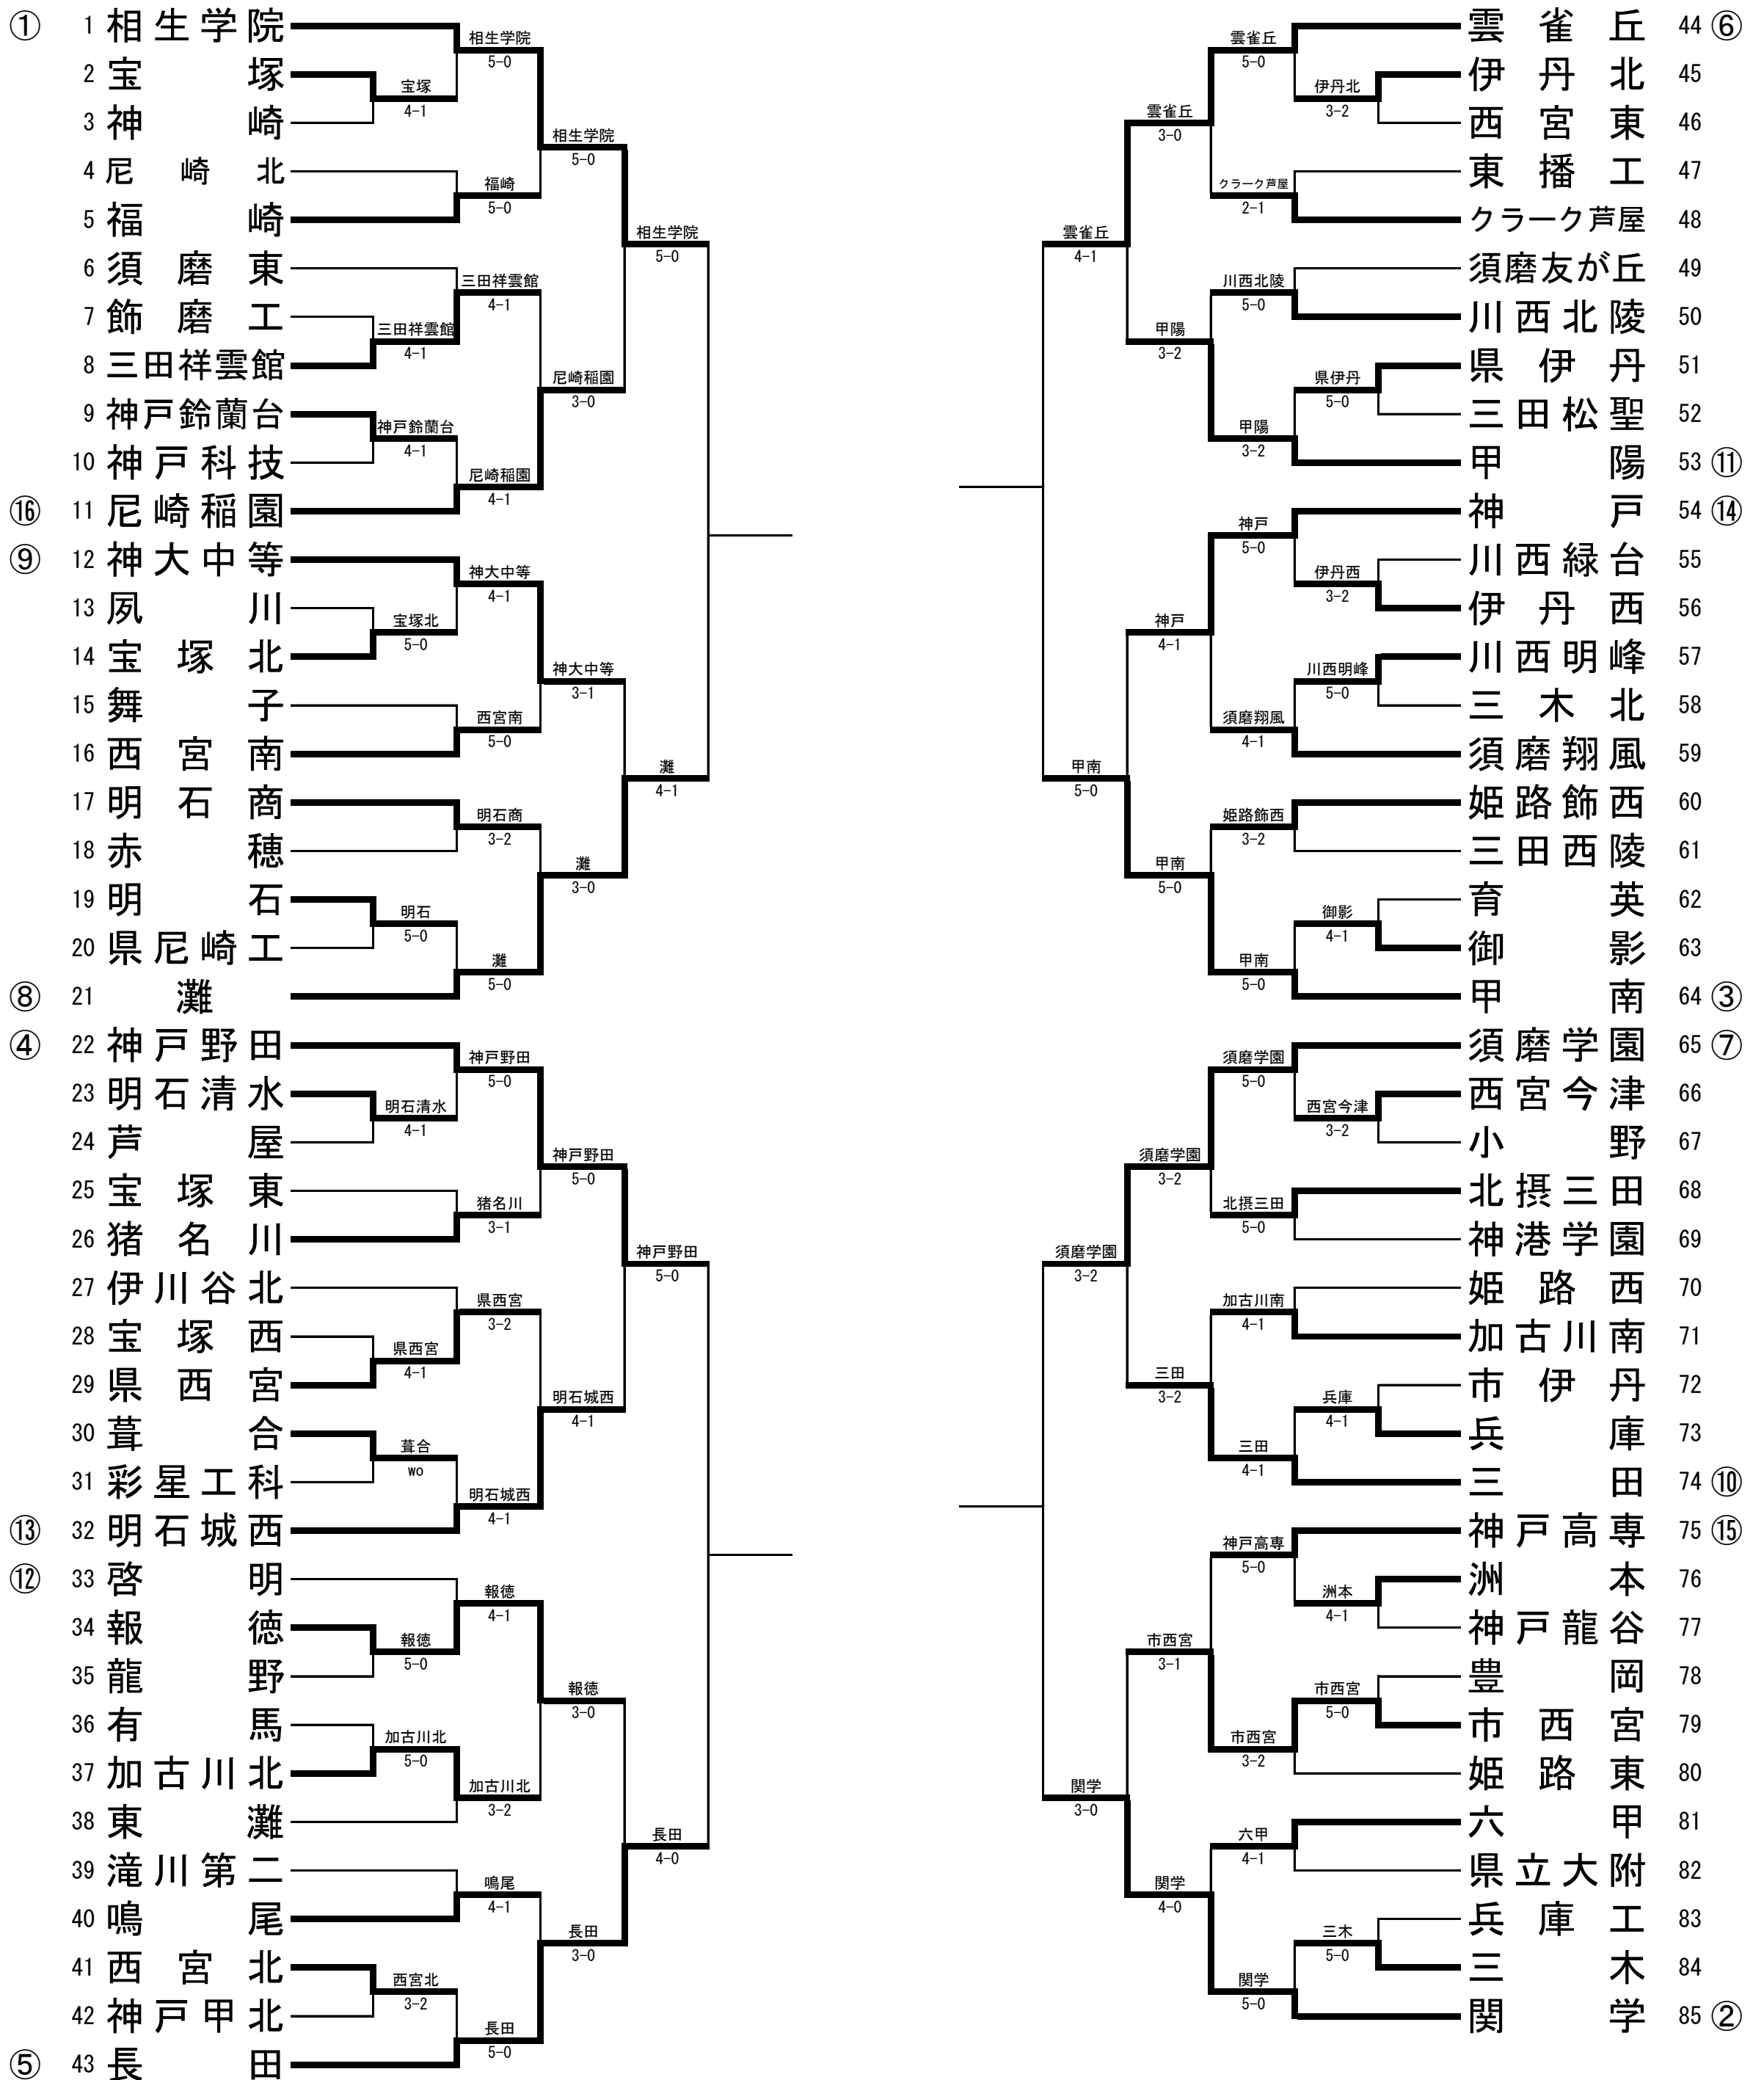 ① 1 相生学院
2 宝塚
3 神崎
4 尼崎北
5 福崎
6 須磨東
7 飾磨工
8 三田祥雲館
9 神戸鈴蘭台
10 神戸科技
⑯ 11 尼崎稲園
⑨ 12 神大中等
13 夙川
14 宝塚北
15 舞子
16 西宮南
17 明石商
18 赤穂
19 明石
20 県尼崎工
⑧ 21 灘
④ 22 神戸野田
23 明石清水
24 芦屋
25 宝塚東
26 猪名川
27 伊川谷北
28 宝塚西
29 県西宮
30 葺合
31 彩星工科
⑬ 32 明石城西
⑫ 33 啓明
34 報徳
35 龍野
36 有馬
37 加古川北
38 東灘
39 滝川第二
40 鳴尾
41 西宮北
42 神戸甲北
⑤ 43 長田
宝塚
4-1
三田祥雲館
4-1
神戸鈴蘭台
4-1
宝塚北
5-0
明石
5-0
明石清水
4-1
県西宮
4-1
葺合
wo
報徳
5-0
加古川北
5-0
西宮北
3-2
相生学院
5-0
福崎
5-0
三田祥雲館
4-1
尼崎稲園
4-1
神大中等
4-1
西宮南
5-0
明石商
3-2
灘
5-0
神戸野田
5-0
猪名川
3-1
県西宮
3-2
明石城西
4-1
報徳
4-1
加古川北
3-2
鳴尾
4-1
長田
5-0
相生学院
5-0
尼崎稲園
3-0
神大中等
3-1
灘
3-0
神戸野田
5-0
明石城西
4-1
報徳
3-0
長田
3-0
相生学院
5-0
灘
4-1
神戸野田
5-0
長田
4-0
雲雀丘
4-1
甲南
5-0
須磨学園
3-2
関学
3-0
雲雀丘
3-0
甲陽
3-2
神戸
4-1
甲南
5-0
須磨学園
3-2
三田
3-2
市西宮
3-1
関学
4-0
雲雀丘
5-0
クラーク芦屋
2-1
川西北陵
5-0
甲陽
3-2
神戸
5-0
須磨翔風
4-1
姫路飾西
3-2
甲南
5-0
須磨学園
5-0
北摂三田
5-0
加古川南
4-1
三田
4-1
神戸高専
5-0
市西宮
3-2
六甲
4-1
関学
5-0
伊丹北
3-2
県伊丹
5-0
伊丹西
3-2
川西明峰
5-0
御影
4-1
西宮今津
3-2
兵庫
4-1
洲本
4-1
市西宮
5-0
三木
5-0
雲雀丘 44 ⑥
伊丹北 45
西宮東 46
東播工 47
クラーク芦屋 48
須磨友が丘 49
川西北陵 50
県伊丹 51
三田松聖 52
甲陽 53 ⑪
神戸 54 ⑭
川西緑台 55
伊丹西 56
川西明峰 57
三木北 58
須磨翔風 59
姫路飾西 60
三田西陵 61
育英 62
御影 63
甲南 64 ③
須磨学園 65 ⑦
西宮今津 66
小野 67
北摂三田 68
神港学園 69
姫路西 70
加古川南 71
市伊丹 72
兵庫 73
三田 74 ⑩
神戸高専 75 ⑮
洲本 76
神戸龍谷 77
豊岡 78
市西宮 79
姫路東 80
六甲 81
県立大附 82
兵庫工 83
三木 84
関学 85 ②